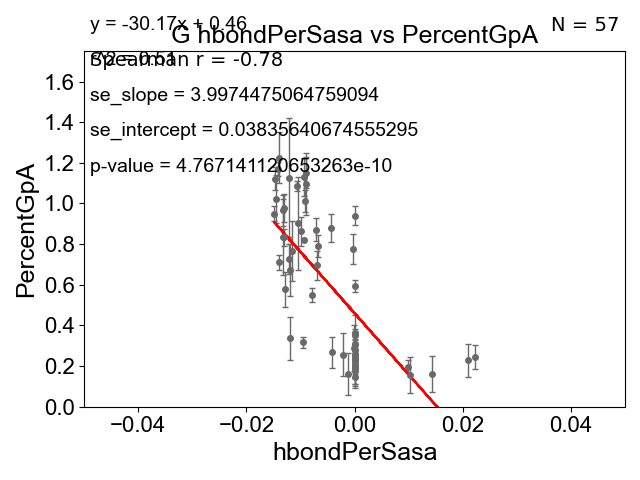 y = -30.17x + 0.46
N = 57
G hbondPerSasa vs PercentGpA
Spearman r = -0.78
r^2 = 0.51
se_slope = 3.9974475064759094
se_intercept = 0.03835640674555295
p-value = 4.767141120653263e-10
PercentGpA
1.6
1.4
1.2
1.0
0.8
0.6
0.4
0.2
0.0
−0.04
−0.02
0.00
0.02
0.04
hbondPerSasa